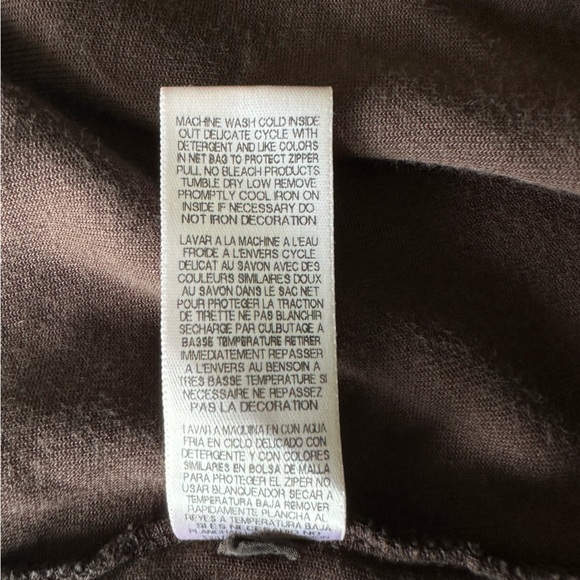 MACHINE WASH COLD INSIDE
OUT DELICATE CYCLE WITH
DETERGENT AND LIKE COLORS
IN NET BAG TO PROTECT ZIPPER
PULL NO BLEACH PRODUCTS
TUMBLE DRY LOW REMOVE
PROMPTLY COOL IRON ON
INSIDE IF NECESSARY DO
NOT IRON DECORATION
LAVAR A LA MACHINE A L'EAU
FROIDE A L'ENVERS CYCLE
DELICAT AU SAVON AVEC DES
COULEURS SIMILAIRES DOUX
AU SAVON DANS LE SAC NET
POUR PROTEGER LA TRACTION
DE TIRETTE NE PAS BLANCHIR
SECHARGE PAR CULBUTAGE A
BASSE TEMPERATURE RETIRER
IMMEDIATEMENT REPASSER
A L'ENVERS AU BENSOIN A
TRES BASSE TEMPERATURE SI
NECESSAIRE NE REPASSEZ
PAS LA DECORATION
LAVAR A MAQUINA EN CON AGUA
FRIA EN CICLO DELICADO CON
DETERGENTE Y CON COLORES
SIMILARES EN BOLSA DE MALLA
PARA PROTEGER EL ZIPER NO
USAR BLANQUEADOR SECAR A
TEMPERATURA BAJA REMOVER
RAPIDAMENTE PLANCHA AL
REYES A TEMPERATURA BAJA
SI ES NECESARIO NO